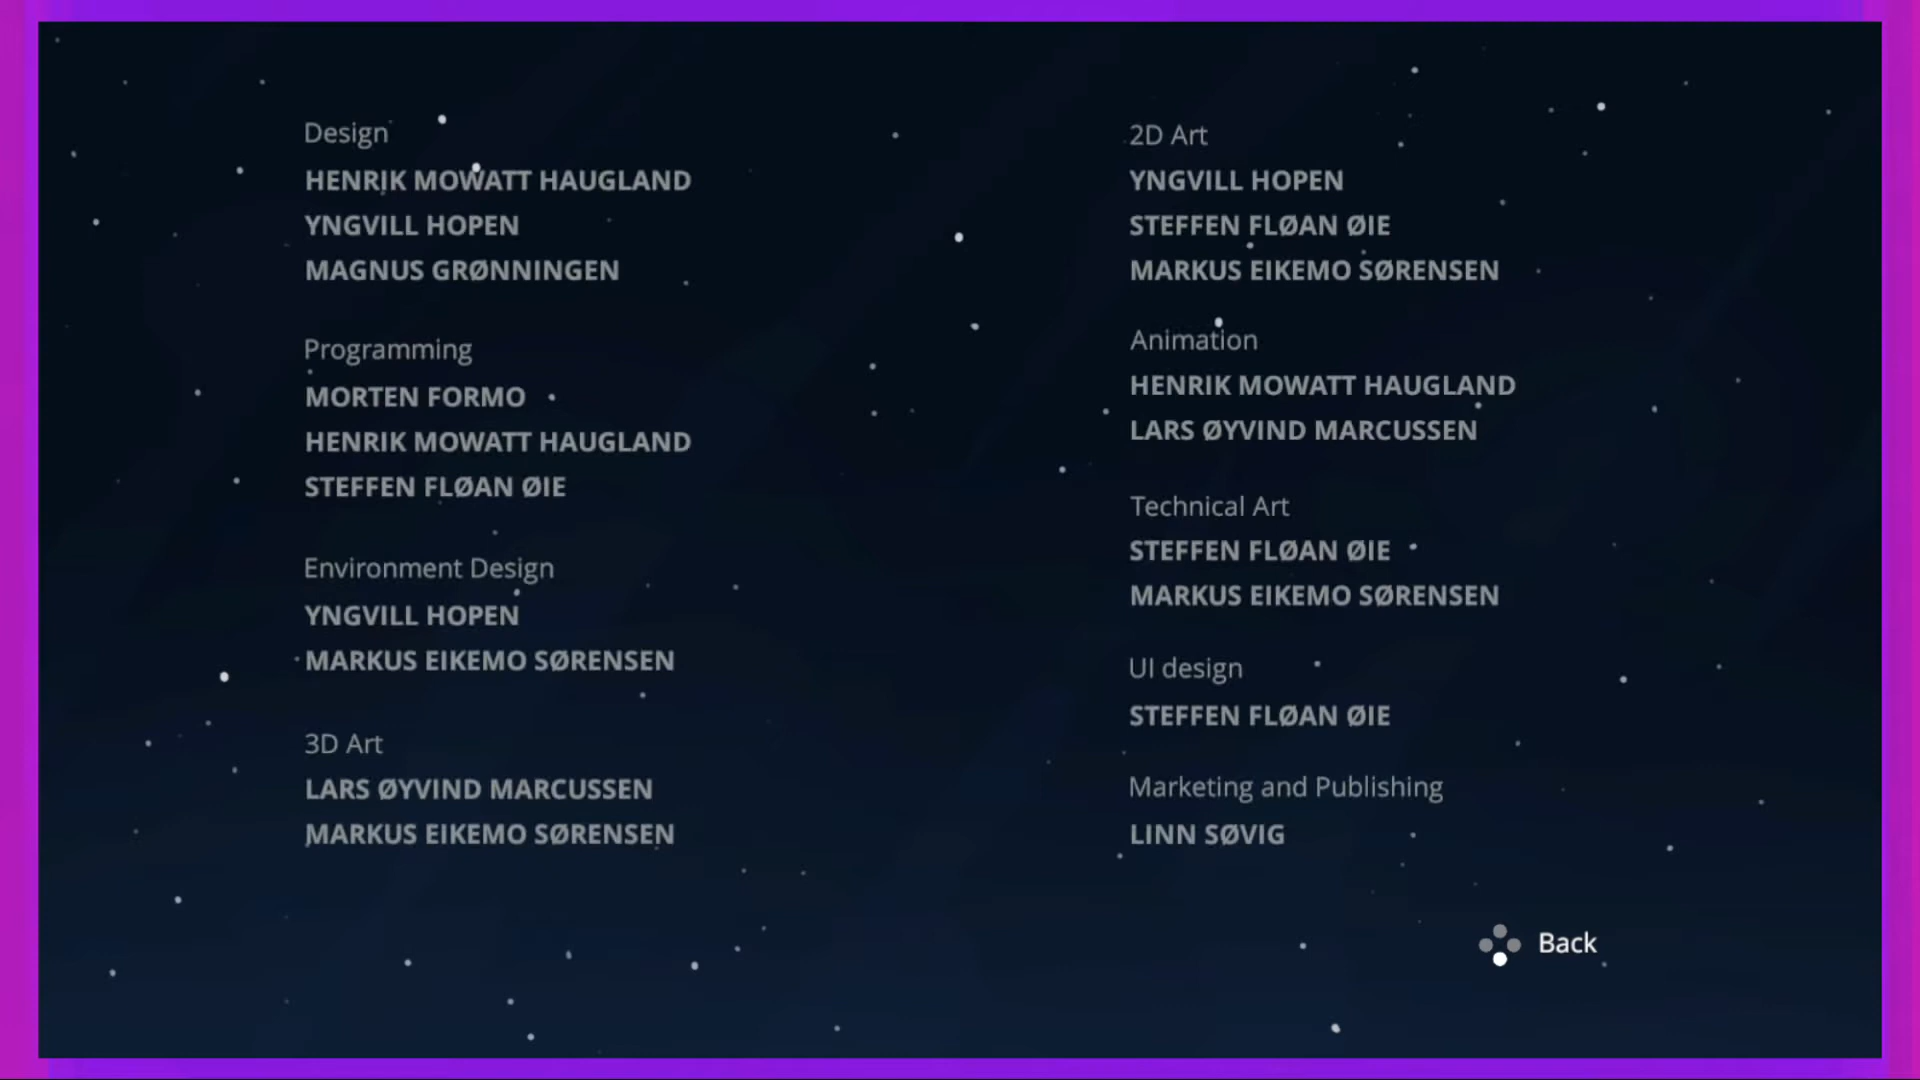 Design
HENRIK MOWATT HAUGLAND
YNGVILL HOPEN
MAGNUS GRØNNINGEN
Programming
MORTEN FORMO
HENRIK MOWATT HAUGLAND
STEFFEN FLØAN ØIE
Environment Design
YNGVILL HOPEN
MARKUS EIKEMO SØRENSEN
3D Art
LARS ØYVIND MARCUSSEN
MARKUS EIKEMO SØRENSEN
2D Art
YNGVILL HOPEN
STEFFEN FLØAN ØIE
MARKUS EIKEMO SØRENSEN
Animation
HENRIK MOWATT HAUGLAND
LARS ØYVIND MARCUSSEN
Technical Art
STEFFEN FLØAN ØIE
MARKUS EIKEMO SØRENSEN
UI design
STEFFEN FLØAN ØIE
Marketing and Publishing
LINN SØVIG
Back